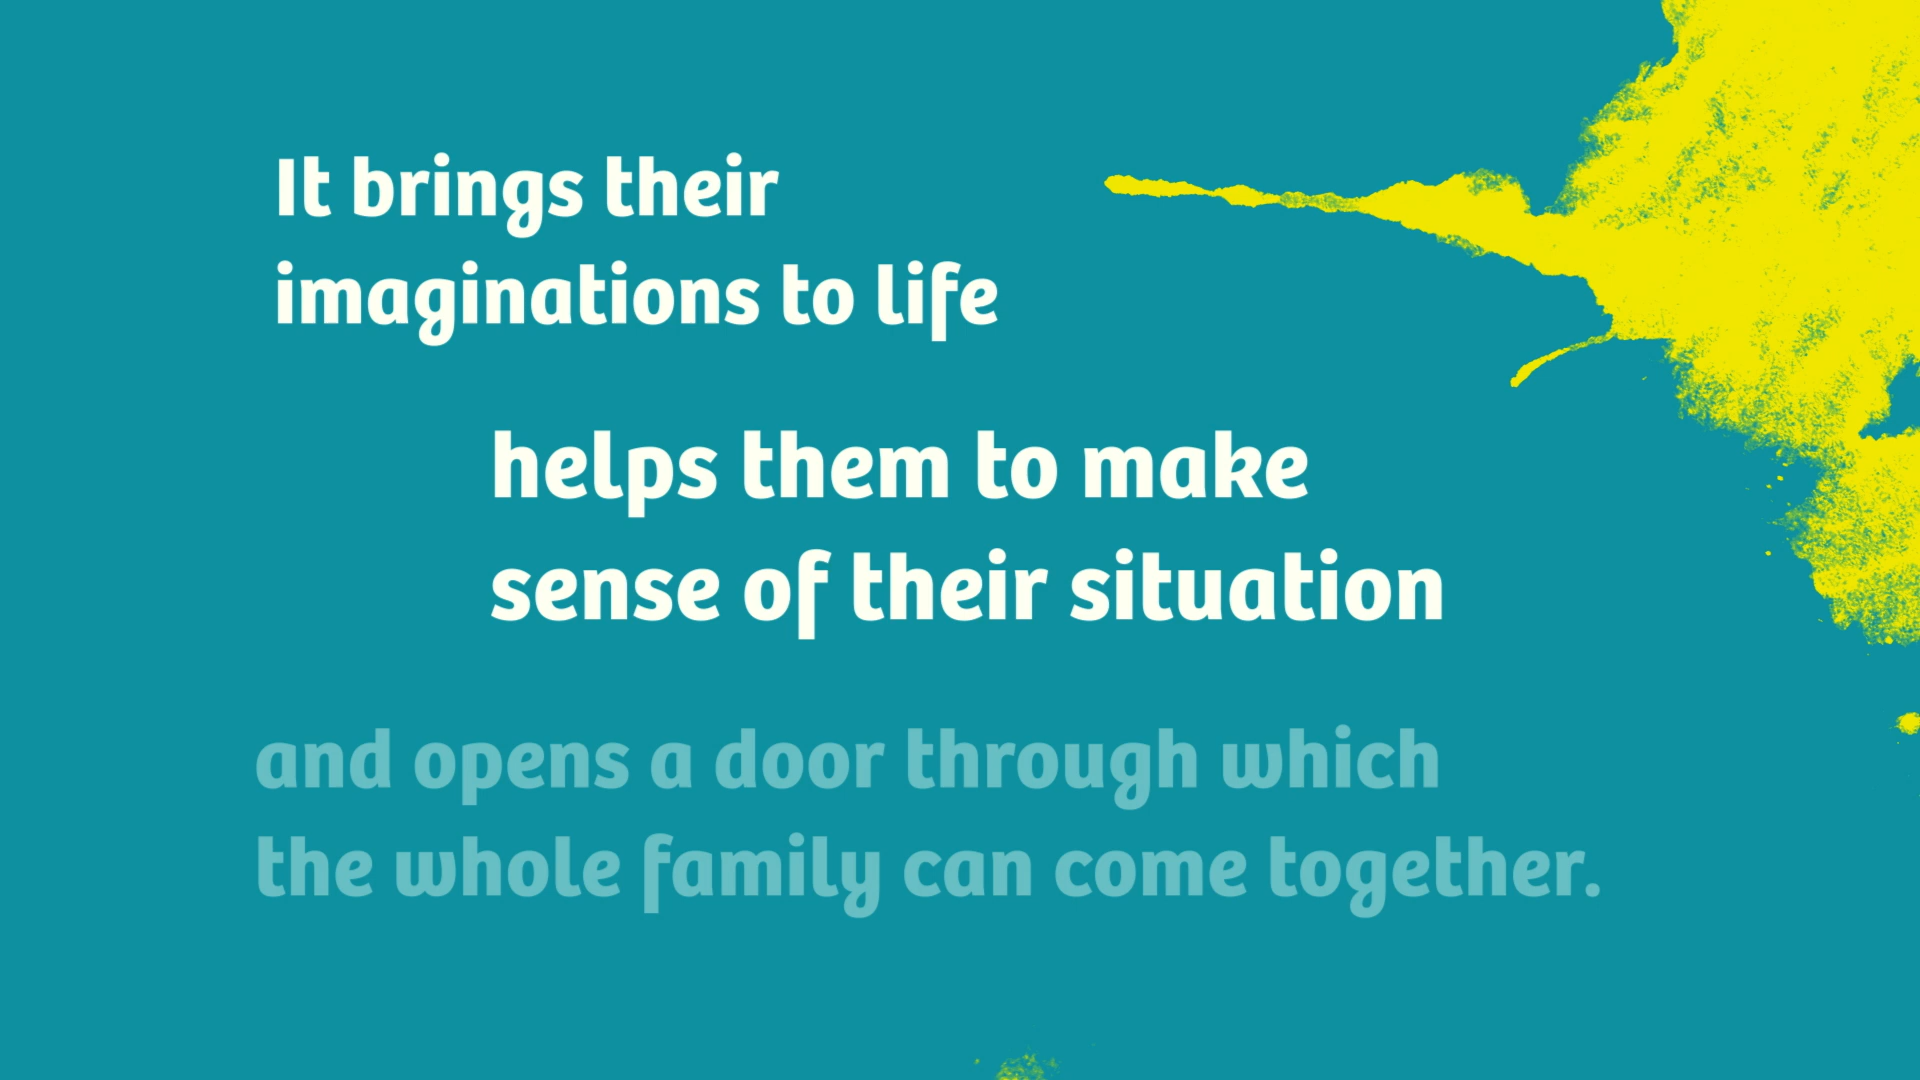 It brings their
imaginations to life
helps them to make
sense of their situation
and opens a door through which
the whole family can come together.